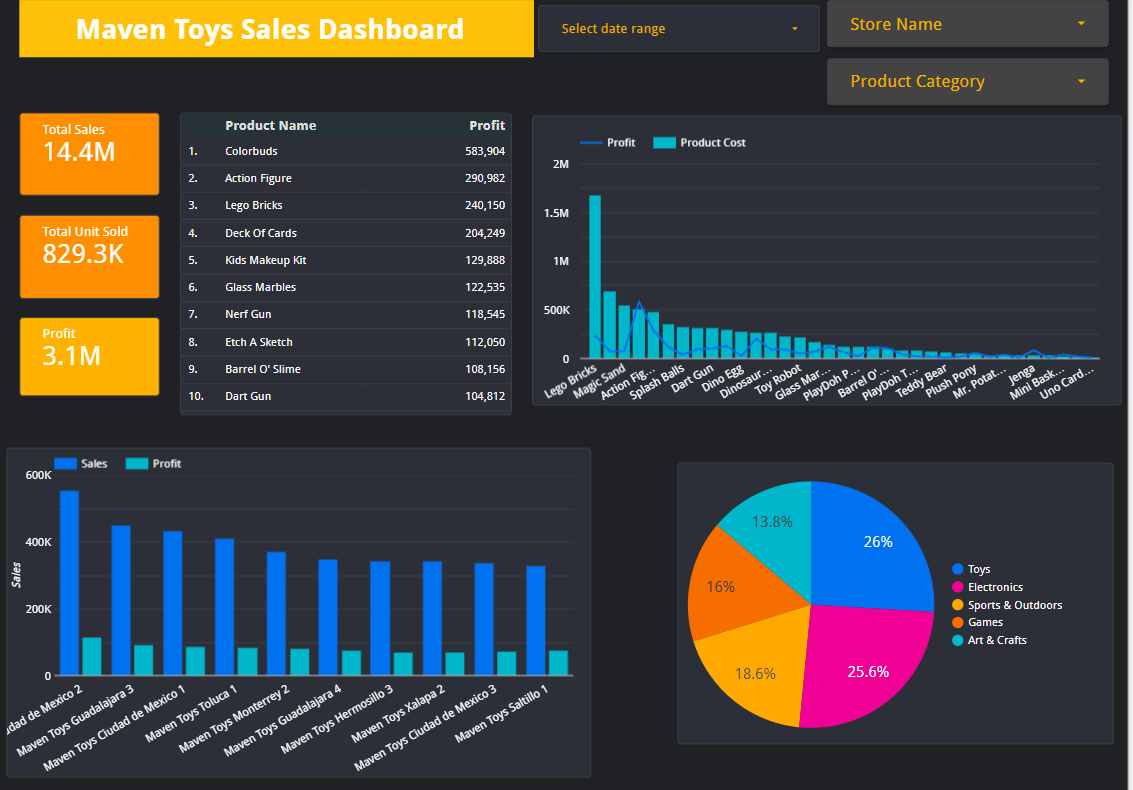 Maven Toys Sales Dashboard
Select date range
Store Name
Product Category
Total Sales
14.4M
Total Unit Sold
829.3K
Profit
3.1M
Product Name Profit
1. Colorbuds 583,904
2. Action Figure 290,982
3. Lego Bricks 240,150
4. Deck Of Cards 204,249
5. Kids Makeup Kit 129,888
6. Glass Marbles 122,535
7. Nerf Gun 118,545
8. Etch A Sketch 112,050
9. Barrel O' Slime 108,156
10. Dart Gun 104,812
Profit Product Cost
2M
1.5M
1M
500K
0
Lego Bricks
Magic Sand
Action Fig...
Splash Balls
Dart Gun
Dino Egg
Dinosaur...
Toy Robot
Glass Mar...
PlayDoh P...
Barrel O'...
PlayDoh T...
Teddy Bear
Plush Pony
Mr. Potat...
Jenga
Mini Bask...
Uno Card...
Sales Profit
600K
400K
200K
0
Sales
dad de Mexico 2
Maven Toys Guadalajara 3
Maven Toys Ciudad de Mexico 1
Maven Toys Toluca 1
Maven Toys Monterrey 2
Maven Toys Guadalajara 4
Maven Toys Hermosillo 3
Maven Toys Xalapa 2
Maven Toys Ciudad de Mexico 3
Maven Toys Saltillo 1
13.8%
26%
16%
18.6%
25.6%
Toys
Electronics
Sports & Outdoors
Games
Art & Crafts